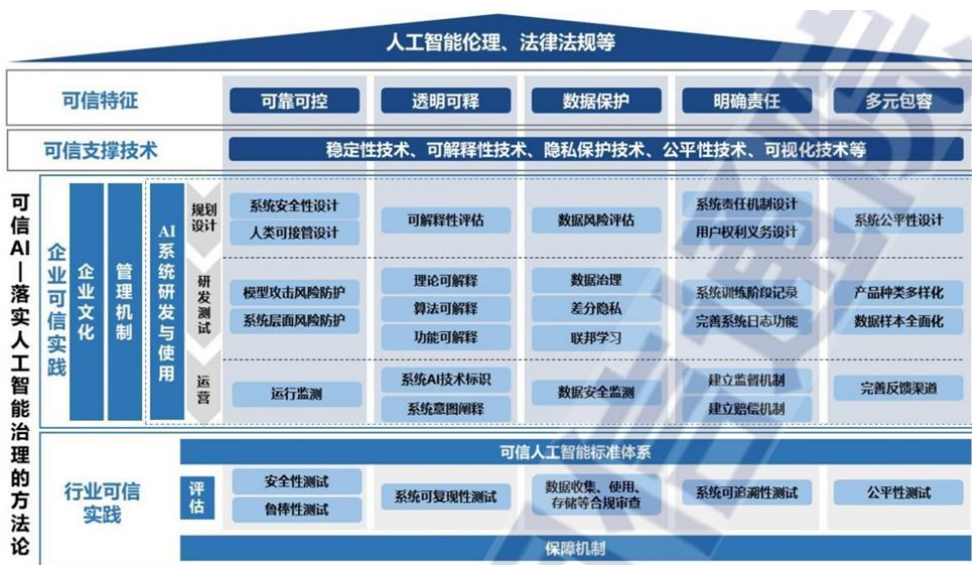 人工智能伦理、法律法规等
可信特征
可靠可控
透明可释
数据保护
明确责任
多元包容
可信支撑技术
稳定性技术、可解释性技术、隐私保护技术、公平性技术、可视化技术等
可信AI—落实人工智能治理的方法论
企业可信实践
企业文化
管理机制
AI系统研发与使用
规划
设计
系统安全性设计
人类可接管设计
可解释性评估
数据风险评估
系统责任机制设计
用户权利义务设计
系统公平性设计
研发测试
模型攻击风险防护
系统层面风险防护
理论可解释
算法可解释
功能可解释
数据治理
差分隐私
联邦学习
系统训练阶段记录
完善系统日志功能
产品种类多样化
数据样本全面化
运营
运行监测
系统AI技术标识
系统意图阐释
数据安全监测
建立监督机制
建立赔偿机制
完善反馈渠道
行业可信
实践
可信人工智能标准体系
评估
安全性测试
鲁棒性测试
系统可复现性测试
数据收集、使用、
存储等合规审查
系统可追溯性测试
公平性测试
保障机制